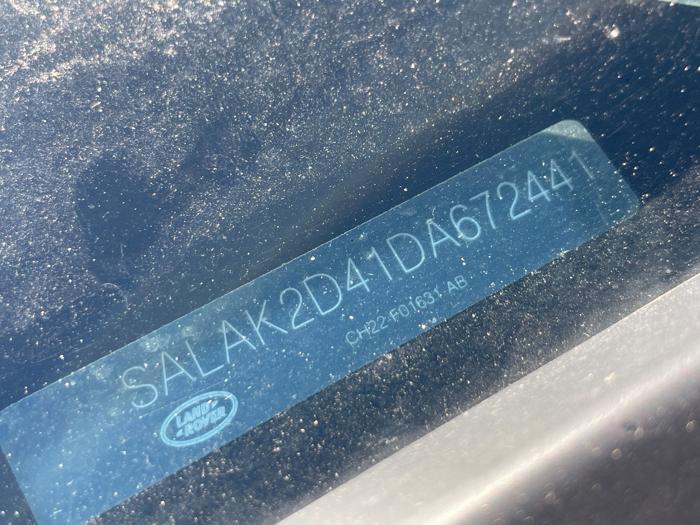 SALAK2D41DA672441
CH22-F01631-AB
LAND
ROVER